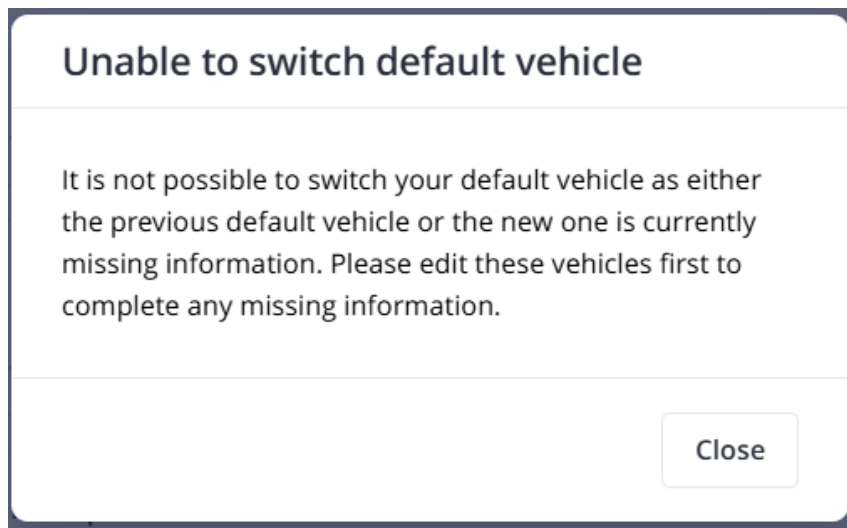 Unable to switch default vehicle
It is not possible to switch your default vehicle as either
the previous default vehicle or the new one is currently
missing information. Please edit these vehicles first to
complete any missing information.
Close